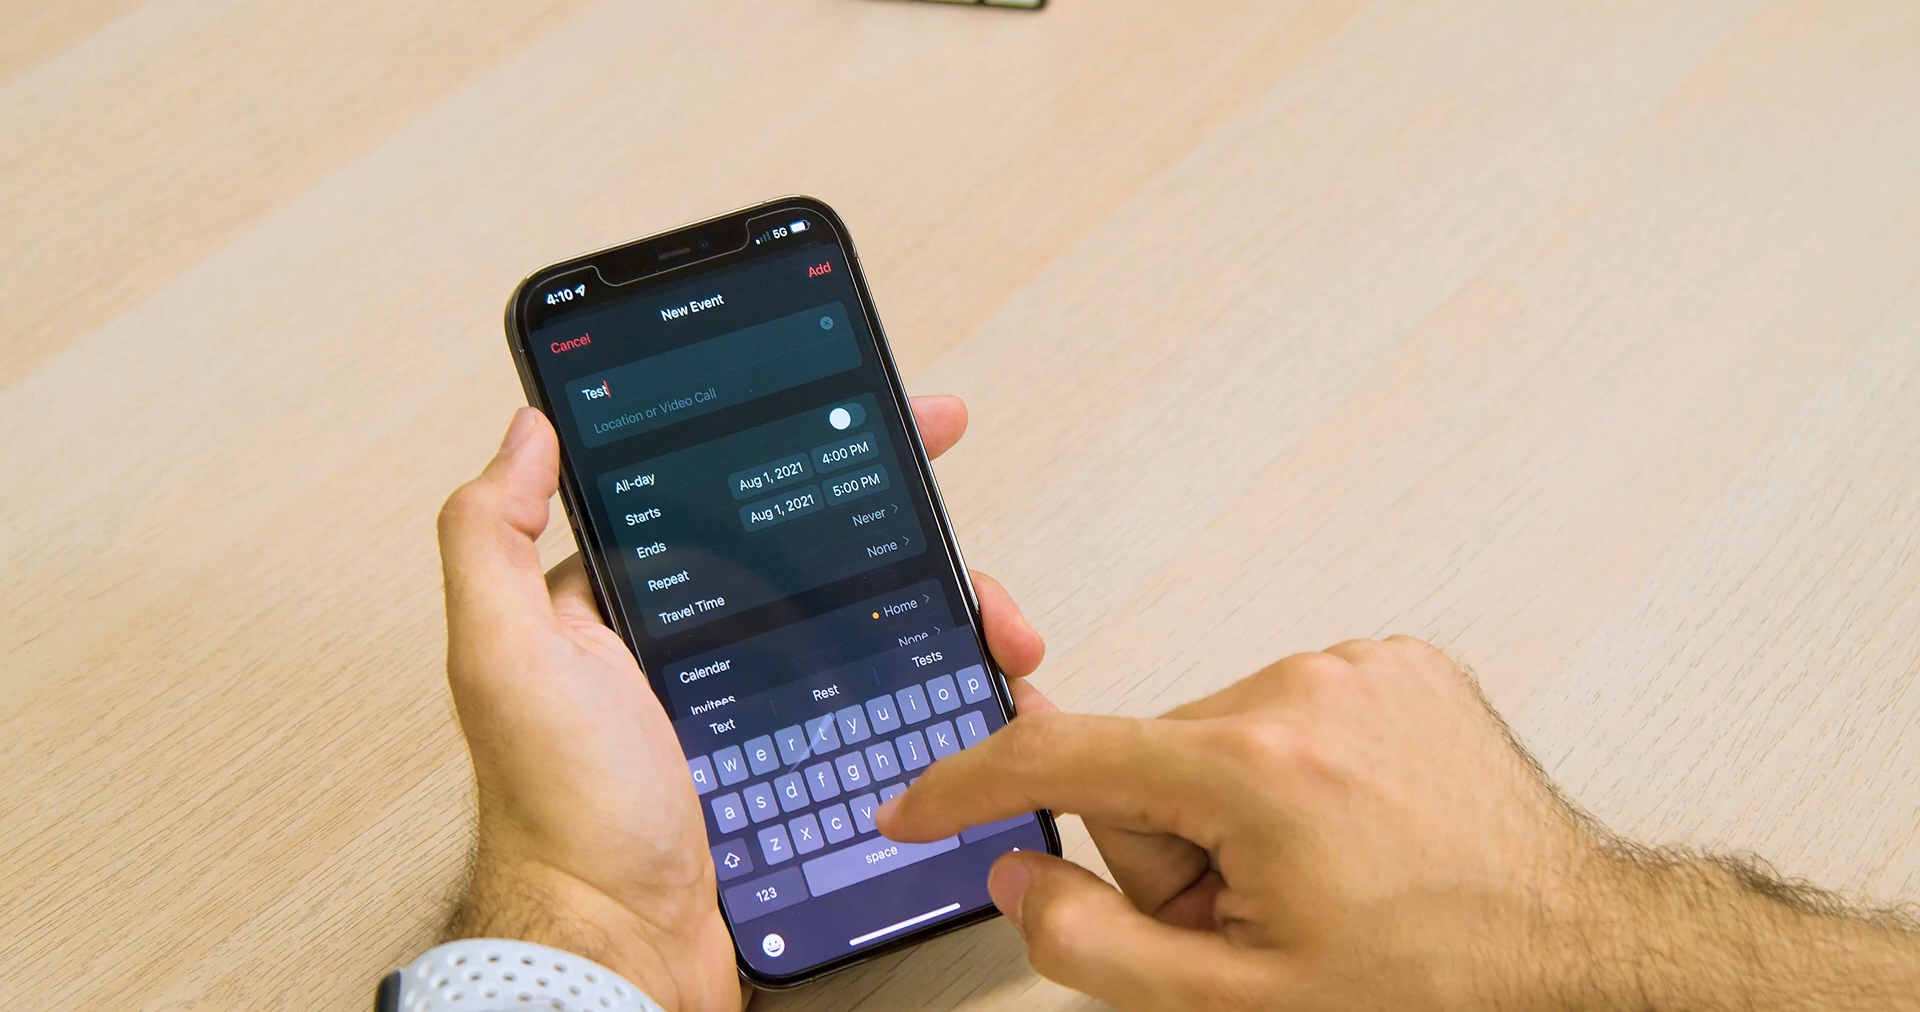 4:10 5G
Cancel New Event Add
Test
Location or Video Call
All-day
Starts Aug 1, 2021 4:00 PM
Ends Aug 1, 2021 5:00 PM
Repeat Never
Travel Time None
Calendar Home
Invitees None
Text Rest Tests
q w e r t y u i o p
a s d f g h j k l
z x c v
123 space